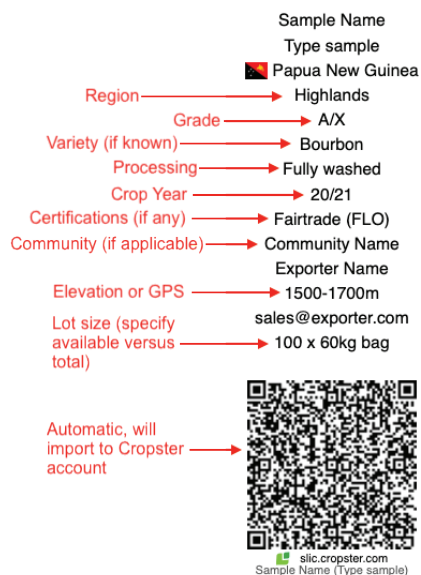 Sample Name
Type sample
Papua New Guinea
Region Highlands
Grade A/X
Variety (if known) Bourbon
Processing Fully washed
Crop Year 20/21
Certifications (if any) Fairtrade (FLO)
Community (if applicable) Community Name
Exporter Name
Elevation or GPS 1500-1700m
sales@exporter.com
Lot size (specify
available versus
total)
100 x 60kg bag
Automatic, will
import to Cropster
account
slic.cropster.com
Sample Name (Type sample)